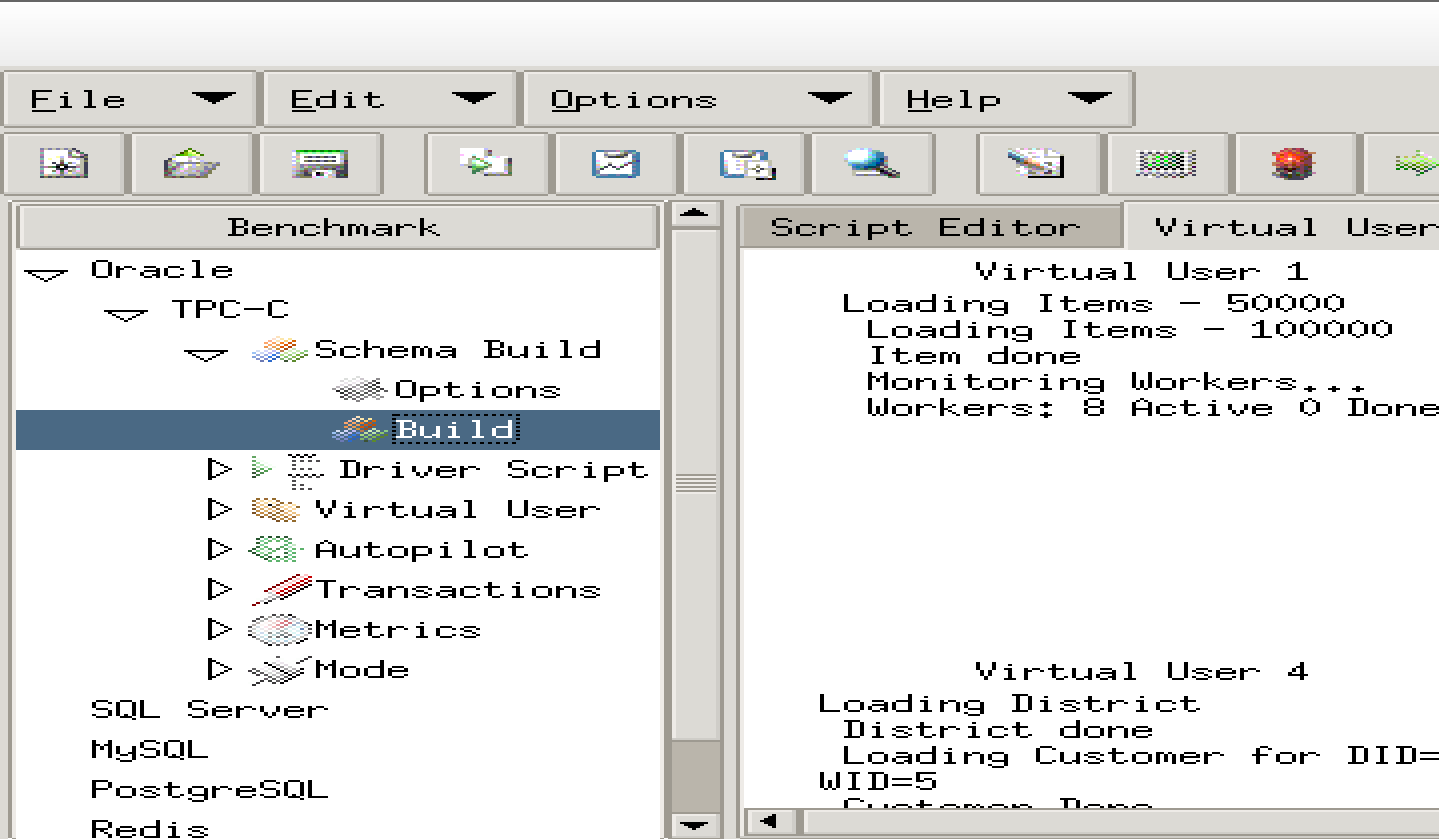 File Edit Options Help
Benchmark
Oracle
TPC-C
Schema Build
Options
Build
Driver Script
Virtual User
Autopilot
Transactions
Metrics
Mode
SQL Server
MySQL
PostgreSQL
Redis
Script Editor Virtual User
Virtual User 1
Loading Items - 50000
Loading Items - 100000
Item done
Monitoring Workers...
Workers: 8 Active 0 Done
Virtual User 4
Loading District
District done
Loading Customer for DID=
WID=5
Customer Done